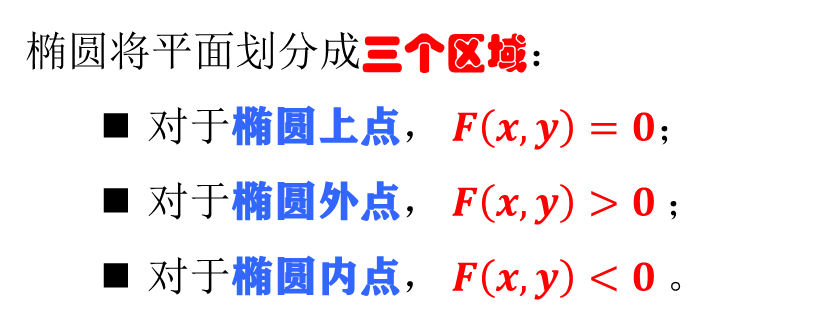 椭圆将平面划分成三个区域：
■ 对于椭圆上点， F(x,y) = 0；
■ 对于椭圆外点， F(x,y) > 0 ；
■ 对于椭圆内点， F(x,y) < 0 。